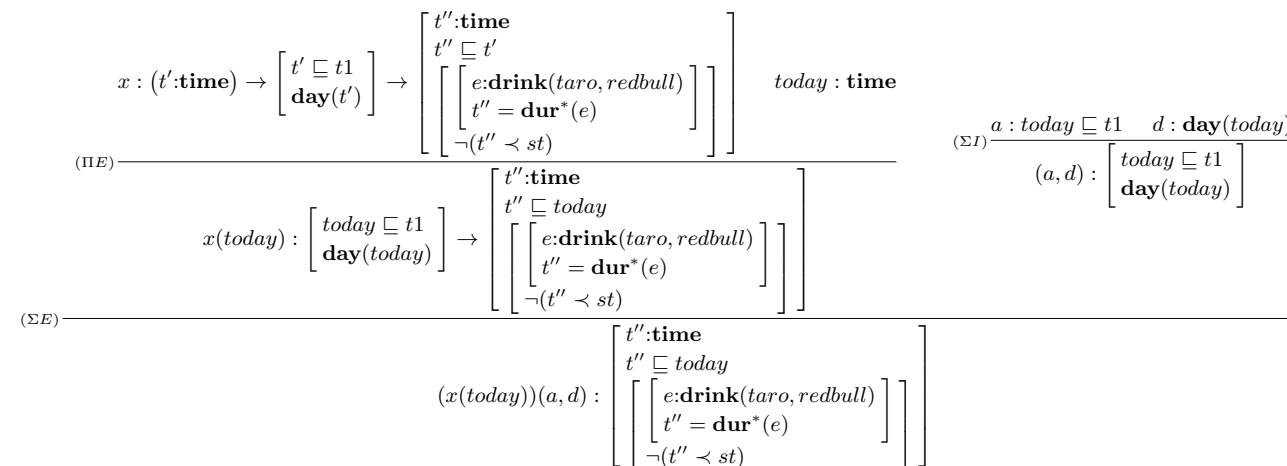 x : (t′:time) → [t′ ⊑ t1
day(t′)] → [t′′:time
t′′ ⊑ t′
[[e:drink(taro, redbull)
t′′ = dur*(e)]
¬(t′′ ≺ st)]] today : time
(ΠE)
x(today) : [today ⊑ t1
day(today)] → [t′′:time
t′′ ⊑ today
[[e:drink(taro, redbull)
t′′ = dur*(e)]
¬(t′′ ≺ st)]]
a : today ⊑ t1 d : day(today)
(ΣI)
(a, d) : [today ⊑ t1
day(today)]
(ΣE)
(x(today))(a, d) : [t′′:time
t′′ ⊑ today
[[e:drink(taro, redbull)
t′′ = dur*(e)]
¬(t′′ ≺ st)